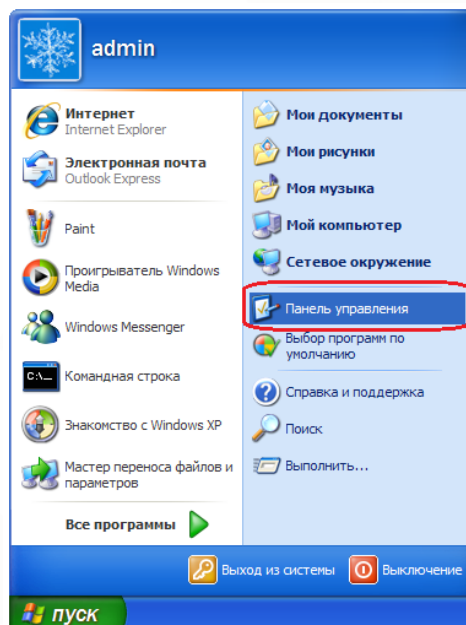 admin
Интернет
Internet Explorer
Электронная почта
Outlook Express
Paint
Проигрыватель Windows
Media
Windows Messenger
C:\_
Командная строка
Знакомство с Windows XP
Мастер переноса файлов и
параметров
Все программы
Мои документы
Мои рисунки
Моя музыка
Мой компьютер
Сетевое окружение
Панель управления
Выбор программ по
умолчанию
Справка и поддержка
Поиск
Выполнить...
Выход из системы
Выключение
пуск